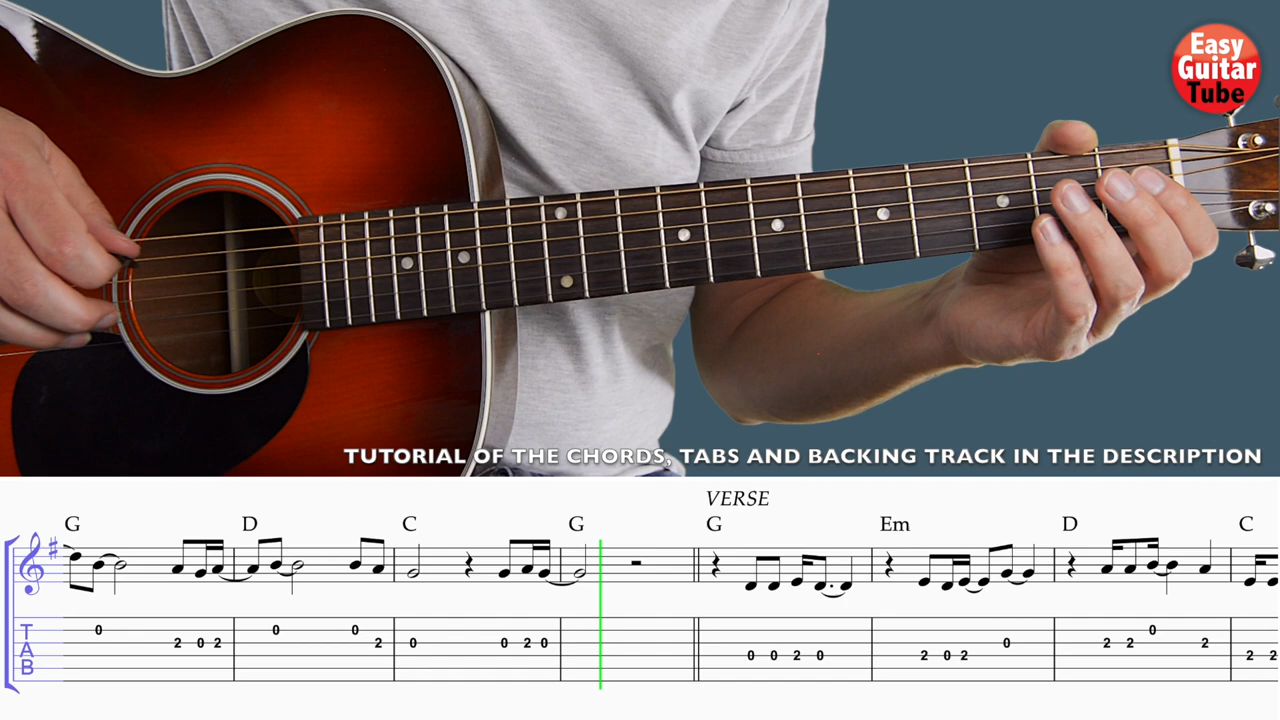 Easy
Guitar
Tube
TUTORIAL OF THE CHORDS, TABS AND BACKING TRACK IN THE DESCRIPTION
VERSE
G D C G G Em D C
T
A
B
0 2 0 2 0 0 2 0 0 2 0 0 0 2 0 2 0 2 0 2 2 0 2 2 2